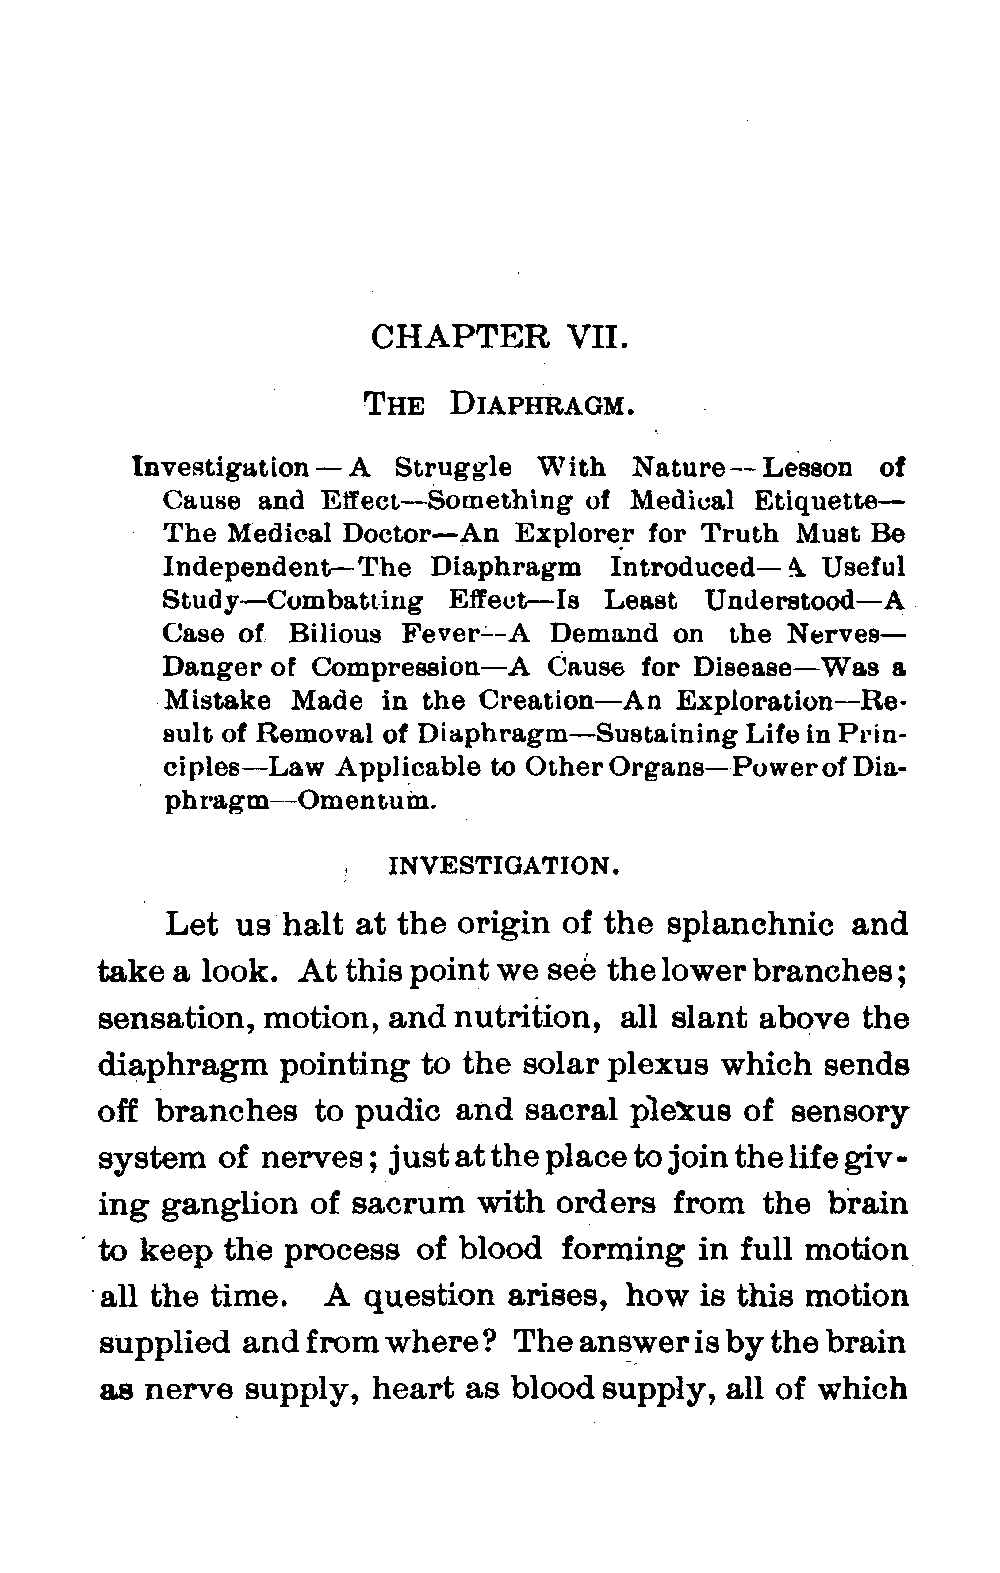 CHAPTER VII.
THE DIAPHRAGM.
Investigation — A Struggle With Nature — Lesson of
Cause and Effect—Something of Medical Etiquette—
The Medical Doctor—An Explorer for Truth Must Be
Independent—The Diaphragm Introduced—A Useful
Study—Combatting Effect—Is Least Understood—A
Case of Bilious Fever—A Demand on the Nerves—
Danger of Compression—A Cause for Disease—Was a
Mistake Made in the Creation—An Exploration—Re-
sult of Removal of Diaphragm—Sustaining Life in Prin-
ciples—Law Applicable to Other Organs—Power of Dia-
phragm—Omentum.
INVESTIGATION.
Let us halt at the origin of the splanchnic and
take a look. At this point we see the lower branches;
sensation, motion, and nutrition, all slant above the
diaphragm pointing to the solar plexus which sends
off branches to pudic and sacral plexus of sensory
system of nerves; just at the place to join the life giv-
ing ganglion of sacrum with orders from the brain
to keep the process of blood forming in full motion
all the time. A question arises, how is this motion
supplied and from where? The answer is by the brain
as nerve supply, heart as blood supply, all of which